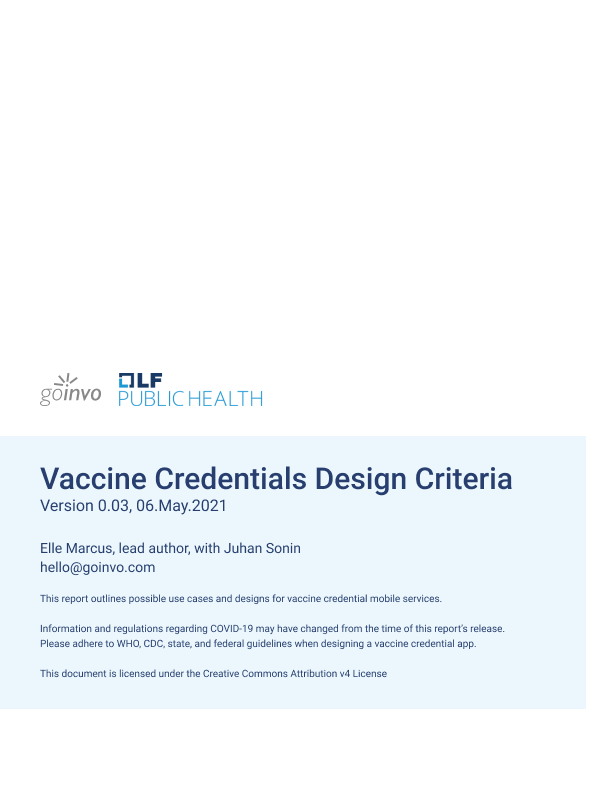 goinvo
LF
PUBLIC HEALTH
Vaccine Credentials Design Criteria
Version 0.03, 06.May.2021
Elle Marcus, lead author, with Juhan Sonin
hello@goinvo.com
This report outlines possible use cases and designs for vaccine credential mobile services.
Information and regulations regarding COVID-19 may have changed from the time of this report’s release.
Please adhere to WHO, CDC, state, and federal guidelines when designing a vaccine credential app.
This document is licensed under the Creative Commons Attribution v4 License